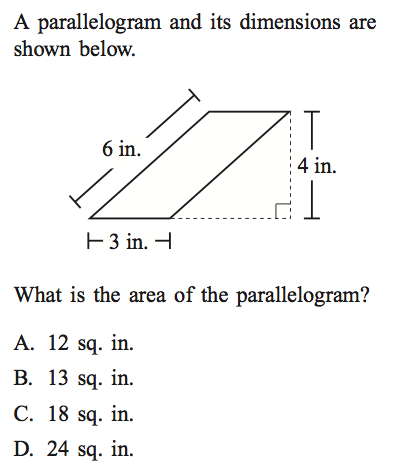 A parallelogram and its dimensions are
shown below.
6 in.
4 in.
3 in.
What is the area of the parallelogram?
A. 12 sq. in.
B. 13 sq. in.
C. 18 sq. in.
D. 24 sq. in.